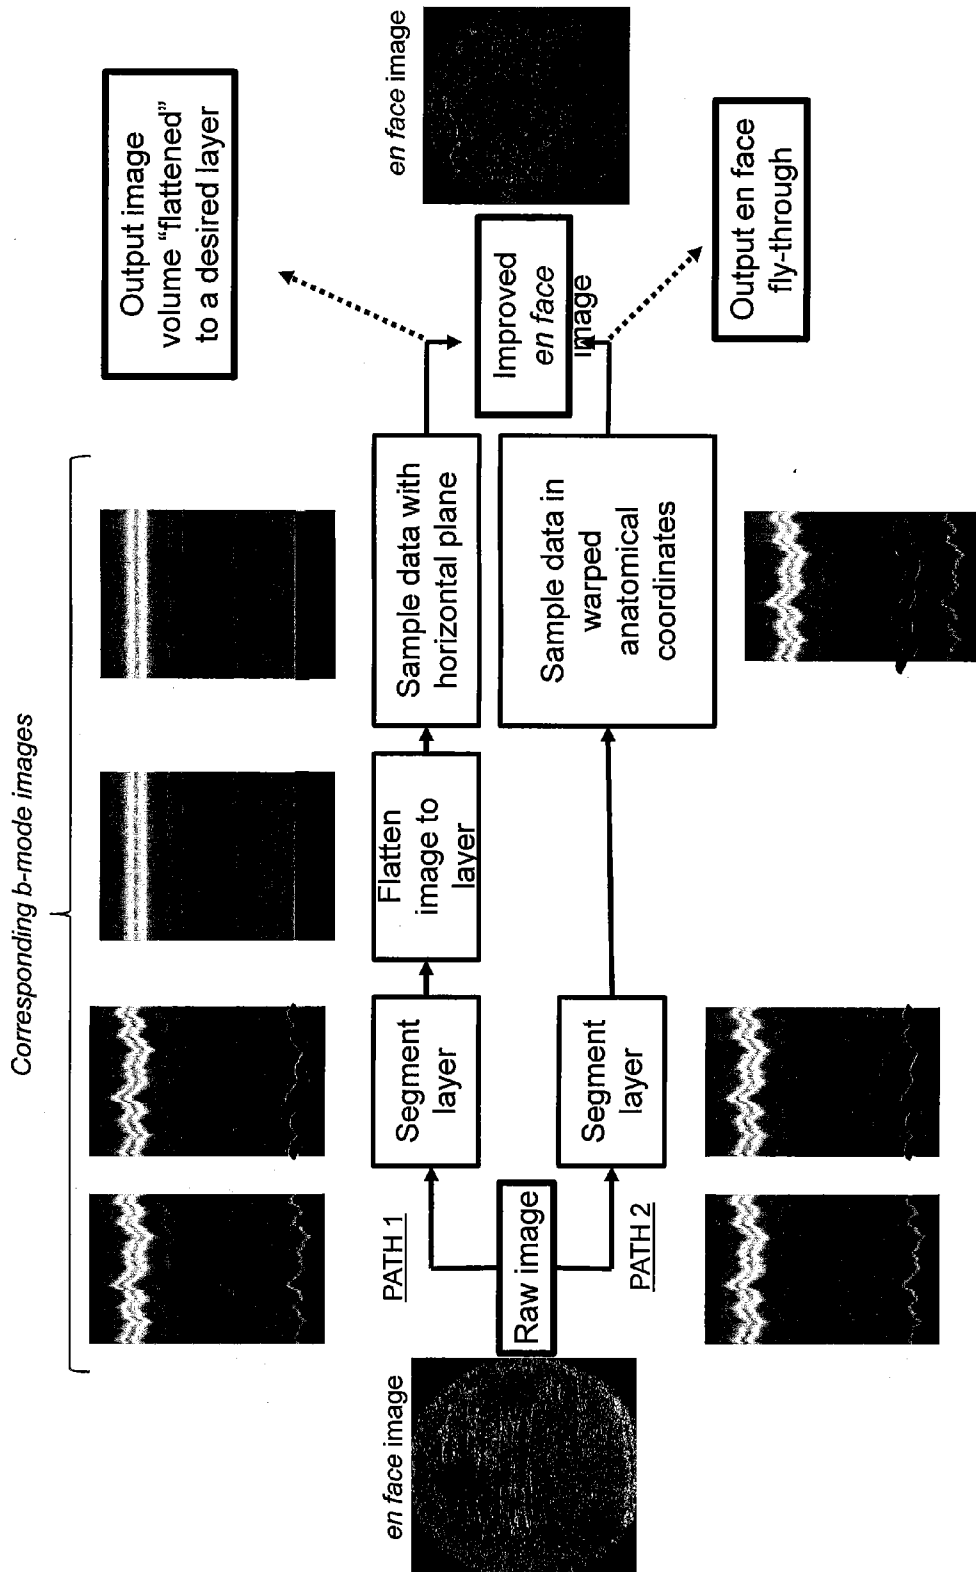 Corresponding b-mode images
en face image
Raw image
PATH 1
Segment
layer
Flatten
image to
layer
Sample data with
horizontal plane
PATH 2
Segment
layer
Sample data in
warped
anatomical
coordinates
Improved
en face
image
en face image
Output image
volume “flattened”
to a desired layer
Output en face
fly-through